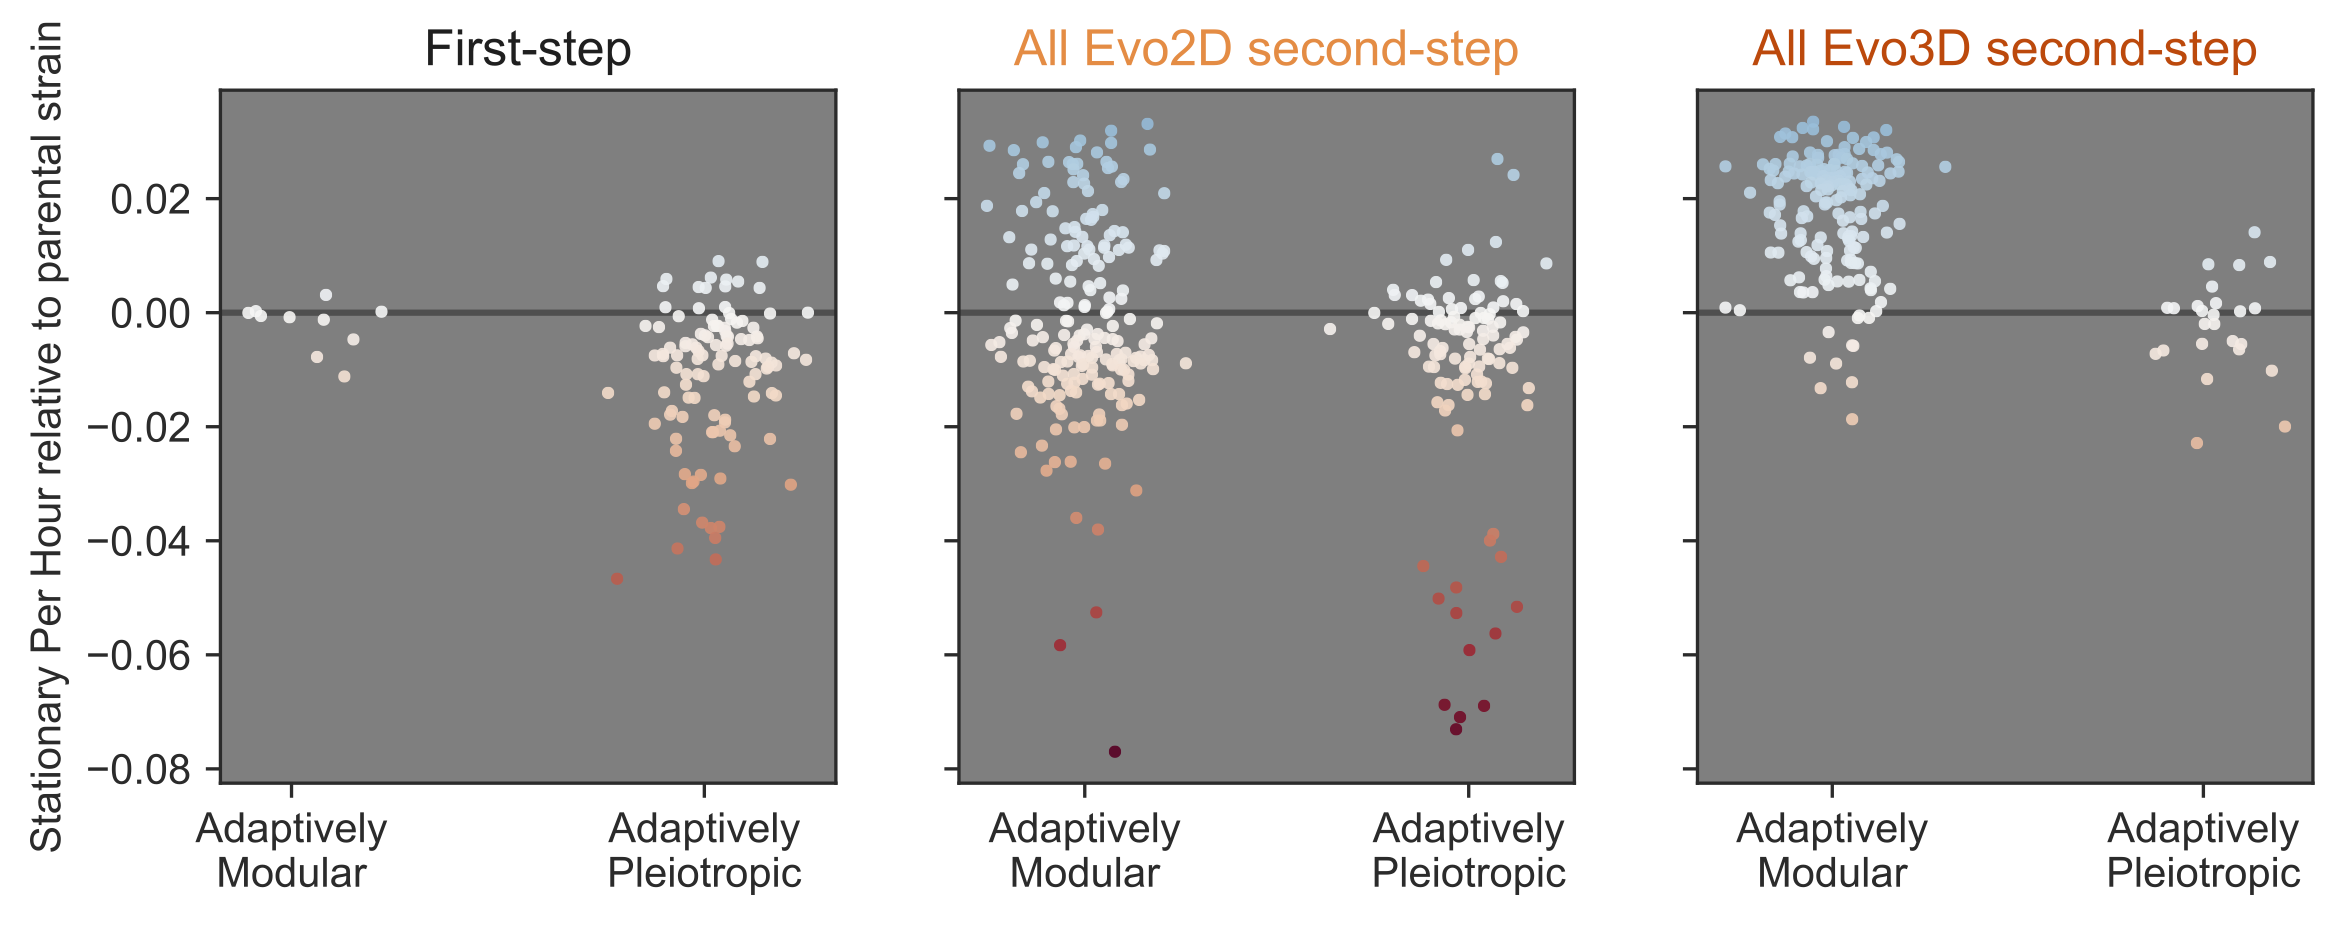 First-step
All Evo2D second-step
All Evo3D second-step
Stationary Per Hour relative to parental strain
0.02
0.00
−0.02
−0.04
−0.06
−0.08
Adaptively
Modular
Adaptively
Pleiotropic
Adaptively
Modular
Adaptively
Pleiotropic
Adaptively
Modular
Adaptively
Pleiotropic